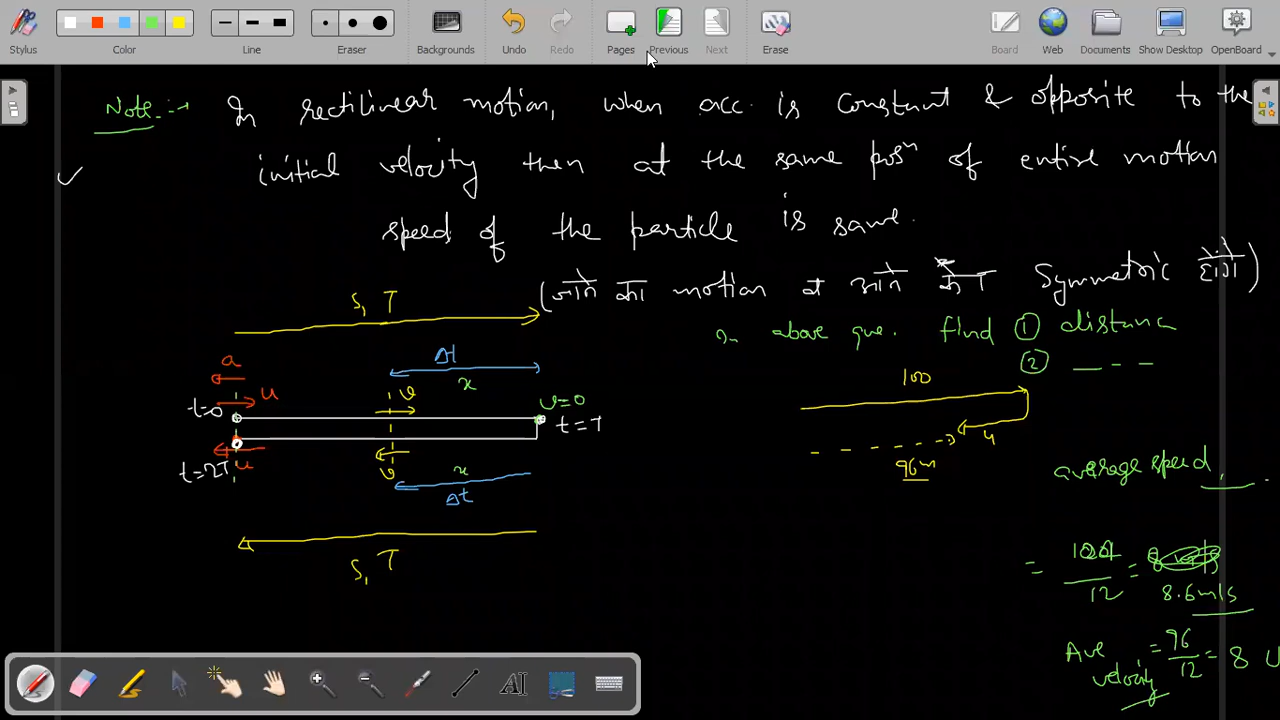 Stylus Color Line Eraser Backgrounds Undo Redo Pages Previous Next Erase Board Web Documents Show Desktop OpenBoard
Note :- In rectilinear motion, when acc. is constant & opposite to the
initial velocity then at the same posⁿ of entire motion
speed of the particle is same.
(जाने का motion at आने का Symmetric होगा)
In above que. find ① distance
② _ - - -
S, T
a
u
t=0
Δt
x
v
v=0
t=T
u
t=2T
v
x
Δt
S, T
100
4
96m
average speed
= 104/12 =
8.6 m/s
Ave velocity = 96/12 = 8